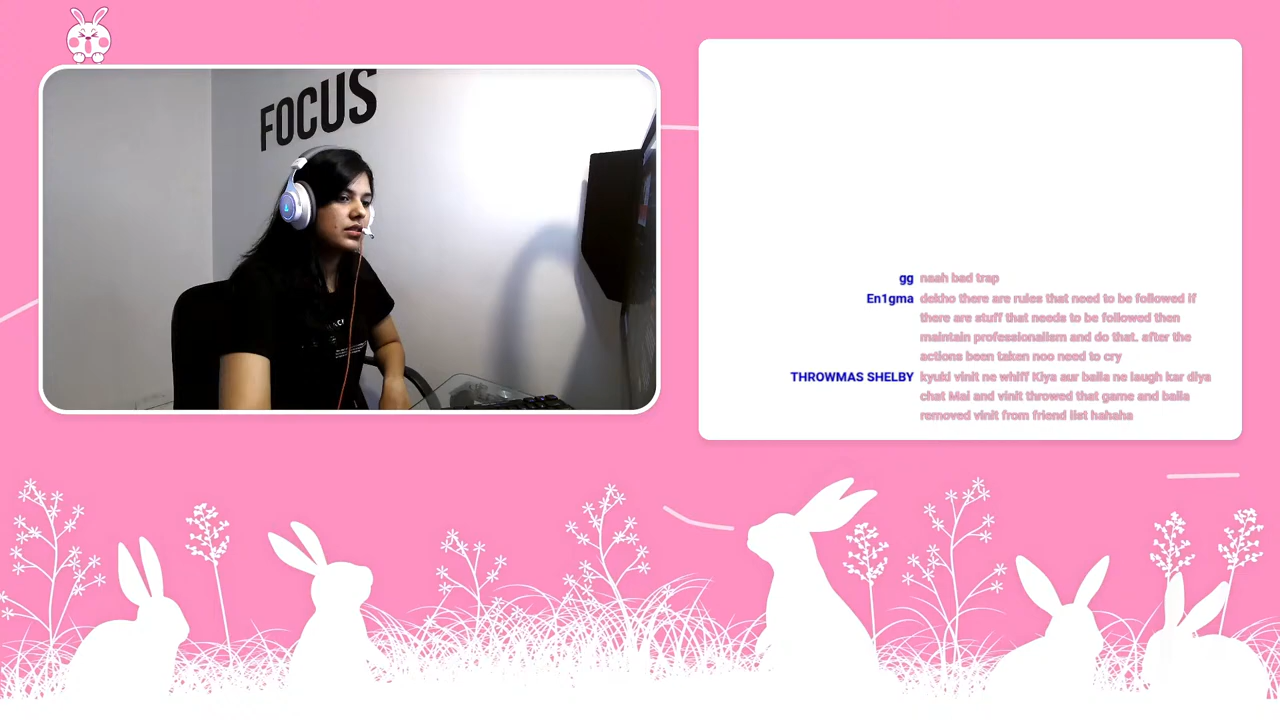 FOCUS
gg naah bad trap
En1gma dekho there are rules that need to be followed if
there are stuff that needs to be followed then
maintain professionalism and do that. after the
actions been taken noo need to cry
THROWMAS SHELBY kyuki vinit ne whiff Kiya aur balla ne laugh kar diya
chat Mai and vinit throwed that game and balla
removed vinit from friend list hahaha